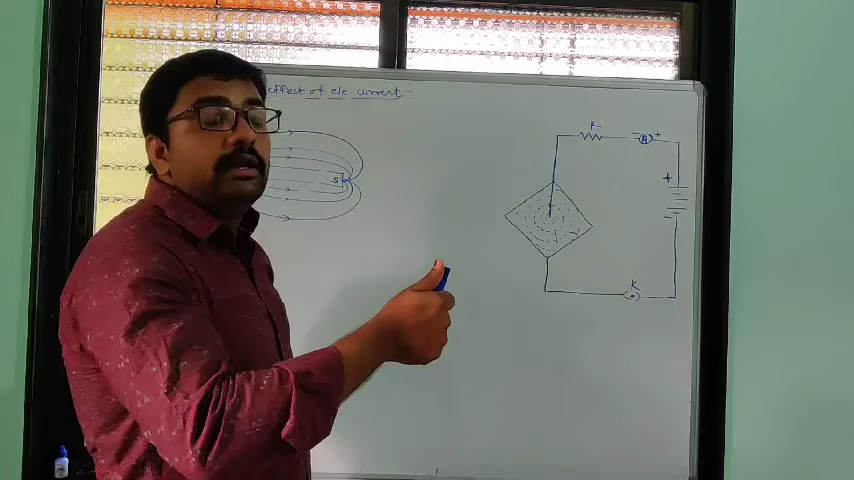 effect of ele current -
R
- A +
+
S
-
K